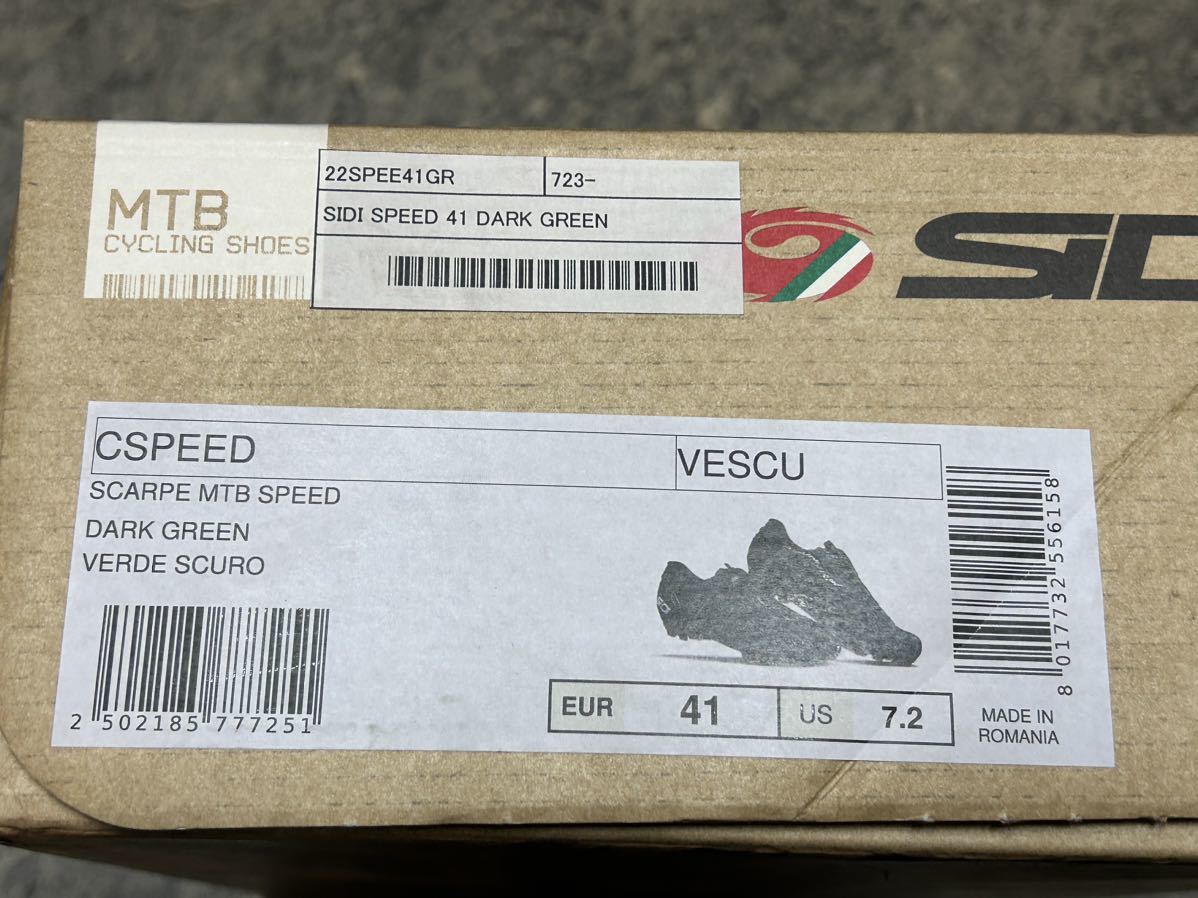 MTB
CYCLING SHOES
22SPEE41GR 723-
SIDI SPEED 41 DARK GREEN
SID
CSPEED VESCU
SCARPE MTB SPEED
DARK GREEN
VERDE SCURO
2 502185 777251
EUR 41 US 7.2
8 017732 556158
MADE IN
ROMANIA